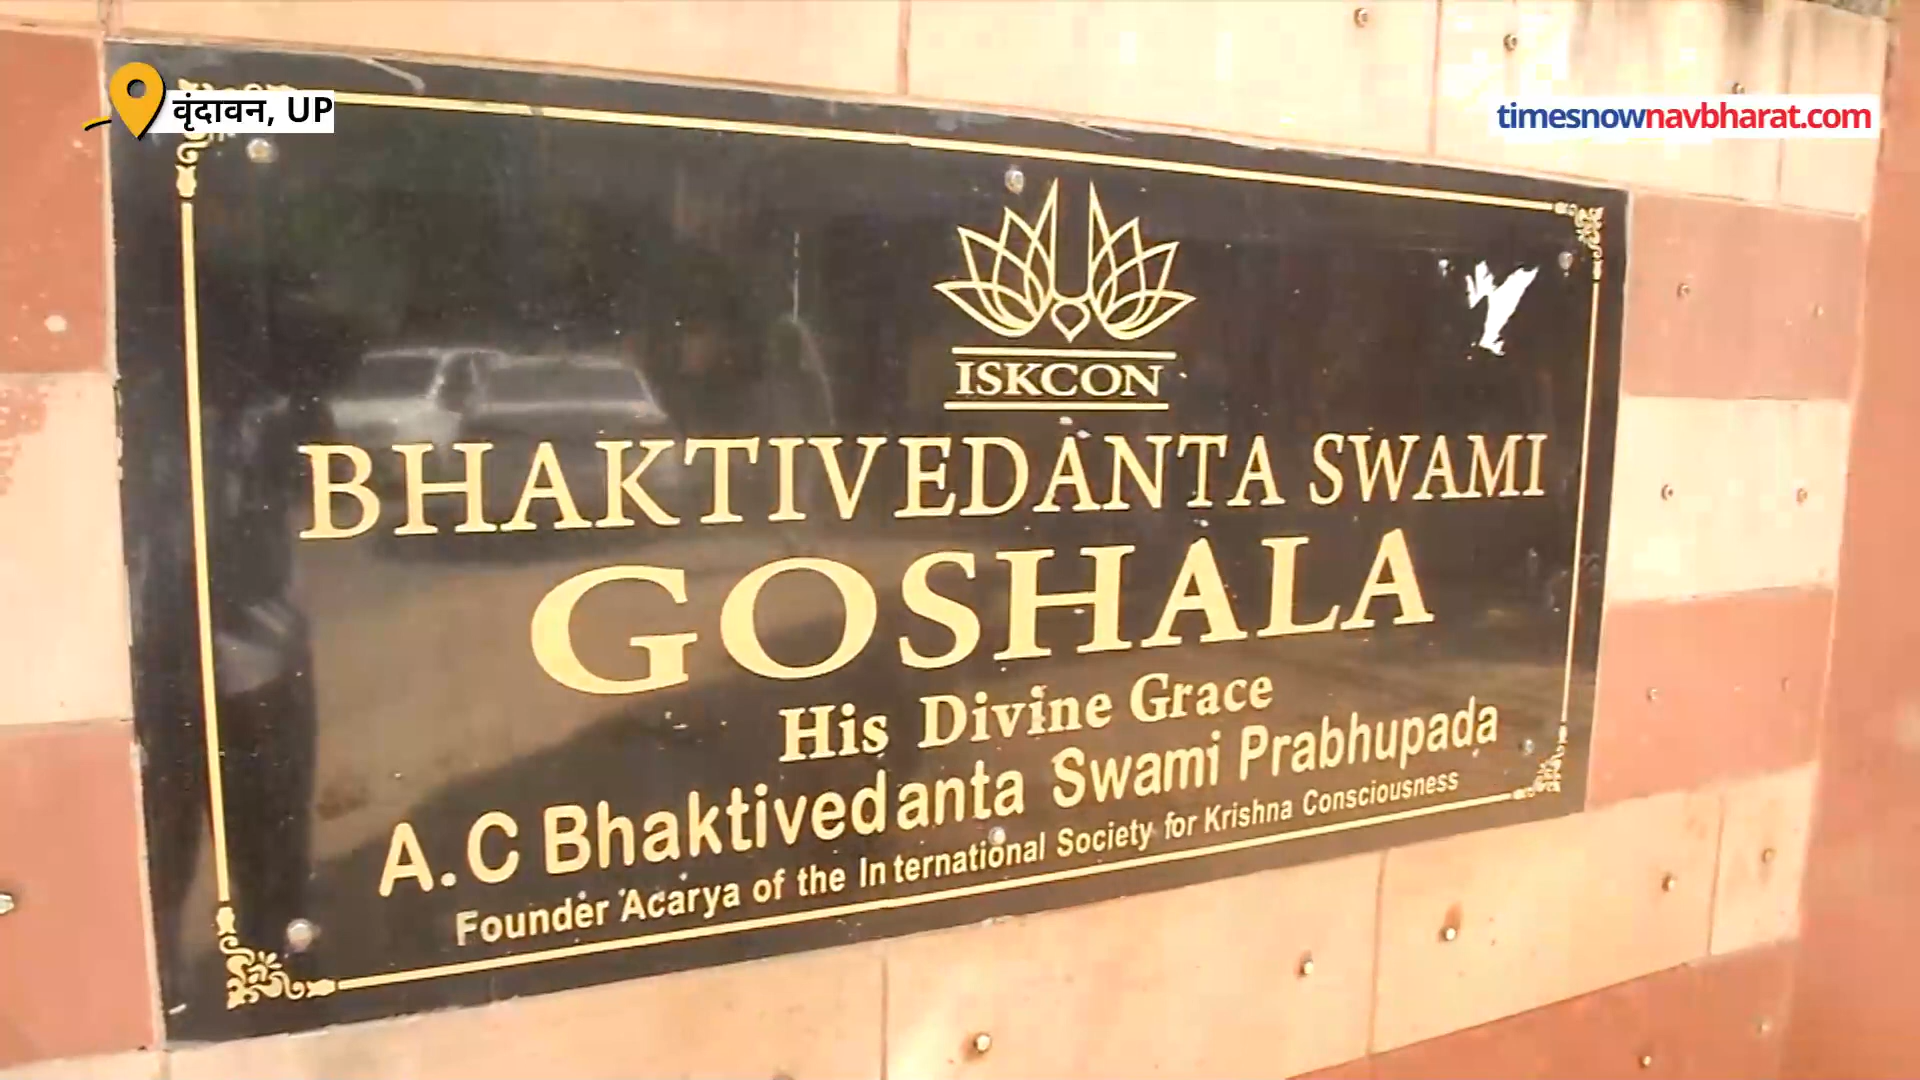 वृंदावन, UP
timesnownavbharat.com
ISKCON
BHAKTIVEDANTA SWAMI
GOSHALA
His Divine Grace
A.C Bhaktivedanta Swami Prabhupada
Founder Acarya of the International Society for Krishna Consciousness